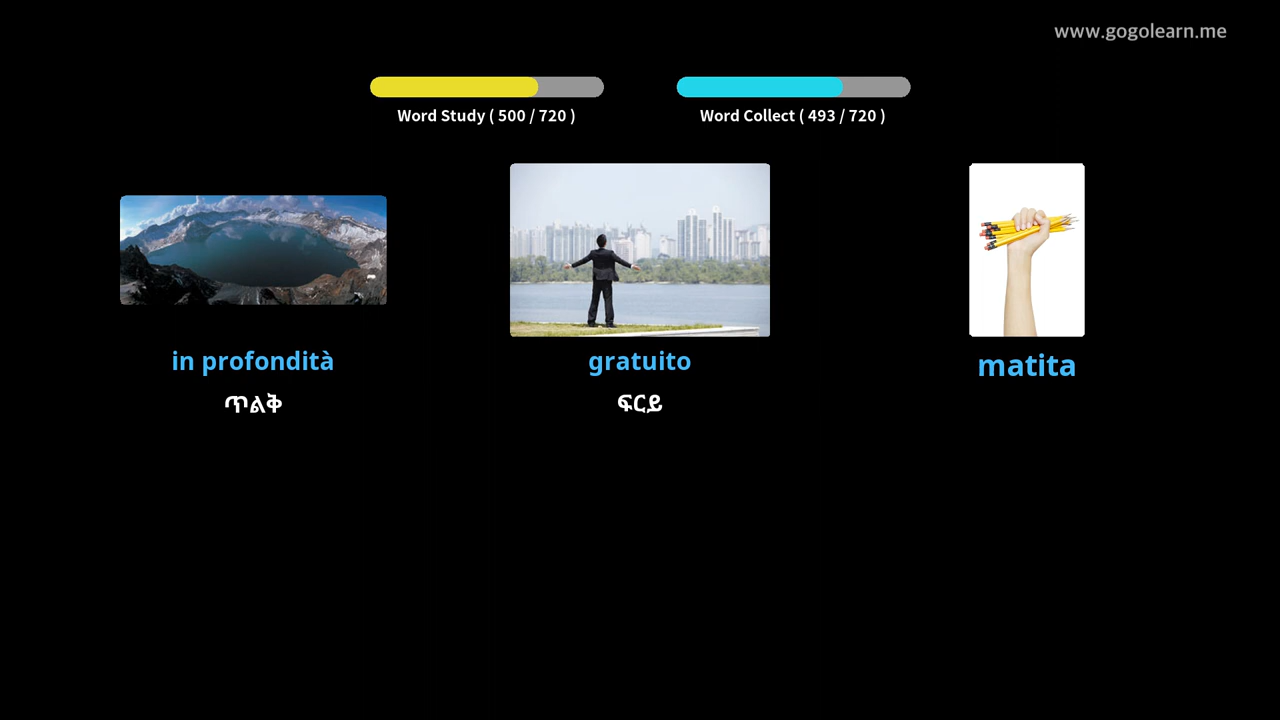 www.gogolearn.me
Word Study ( 500 / 720 )
Word Collect ( 493 / 720 )
in profondità
gratuito
matita
ጥልቅ
ፍርይ